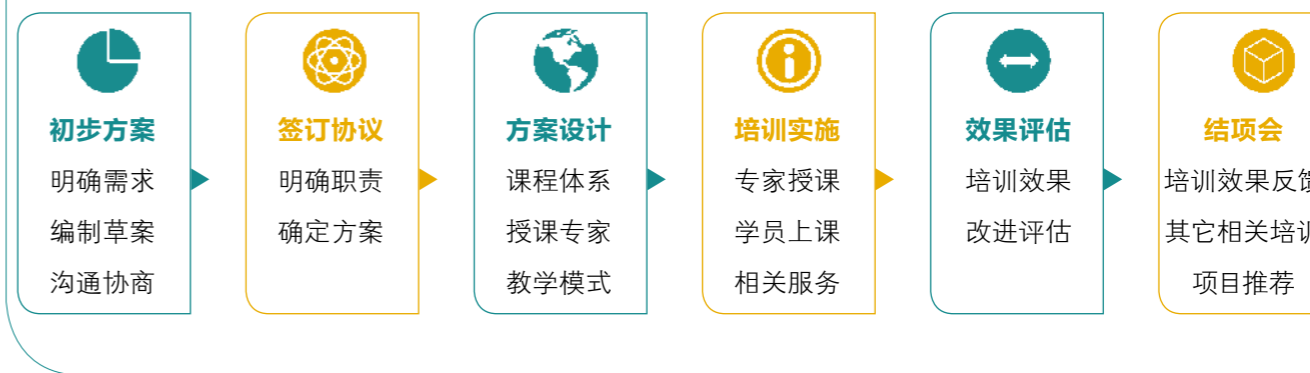 初步方案
明确需求
编制草案
沟通协商
签订协议
明确职责
确定方案
方案设计
课程体系
授课专家
教学模式
培训实施
专家授课
学员上课
相关服务
效果评估
培训效果
改进评估
结项会
培训效果反馈
其它相关培训
项目推荐